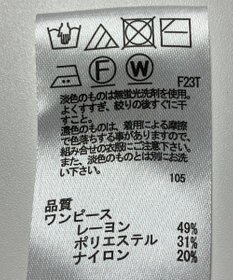 F W
F23T
淡色のものは無蛍光洗剤を使用。
よくすすぎ、絞りの後すぐに干
すこと。
濃色のものは、着用による摩擦
で色落ちする事がありますので、
組み合せの衣服にご注意下さい。
また、淡色のものとは別にお洗
い下さい。
105
品質
ワンピース
レーヨン 49%
ポリエステル 31%
ナイロン 20%